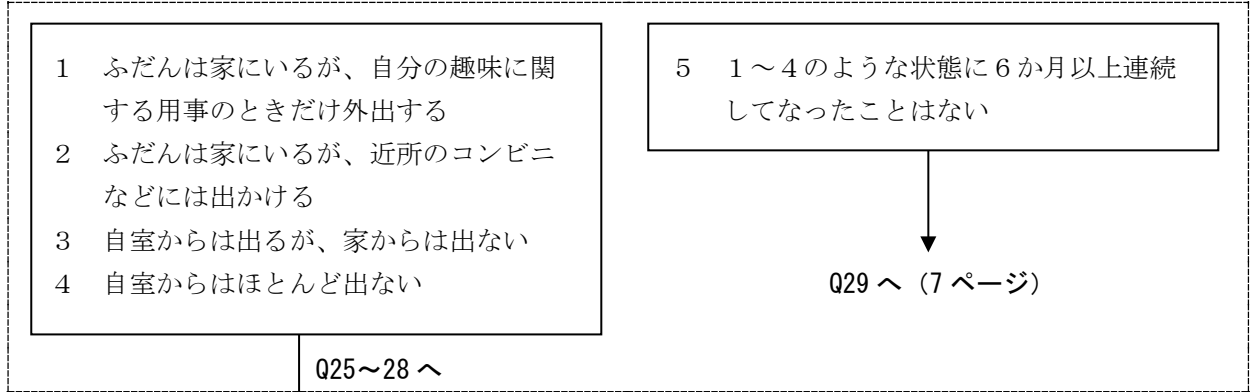 １　ふだんは家にいるが、自分の趣味に関
する用事のときだけ外出する
２　ふだんは家にいるが、近所のコンビニ
などには出かける
３　自室からは出るが、家からは出ない
４　自室からはほとんど出ない
Q25～28 へ
５　１～４のような状態に６か月以上連続
してなったことはない
Q29 へ（7 ページ）